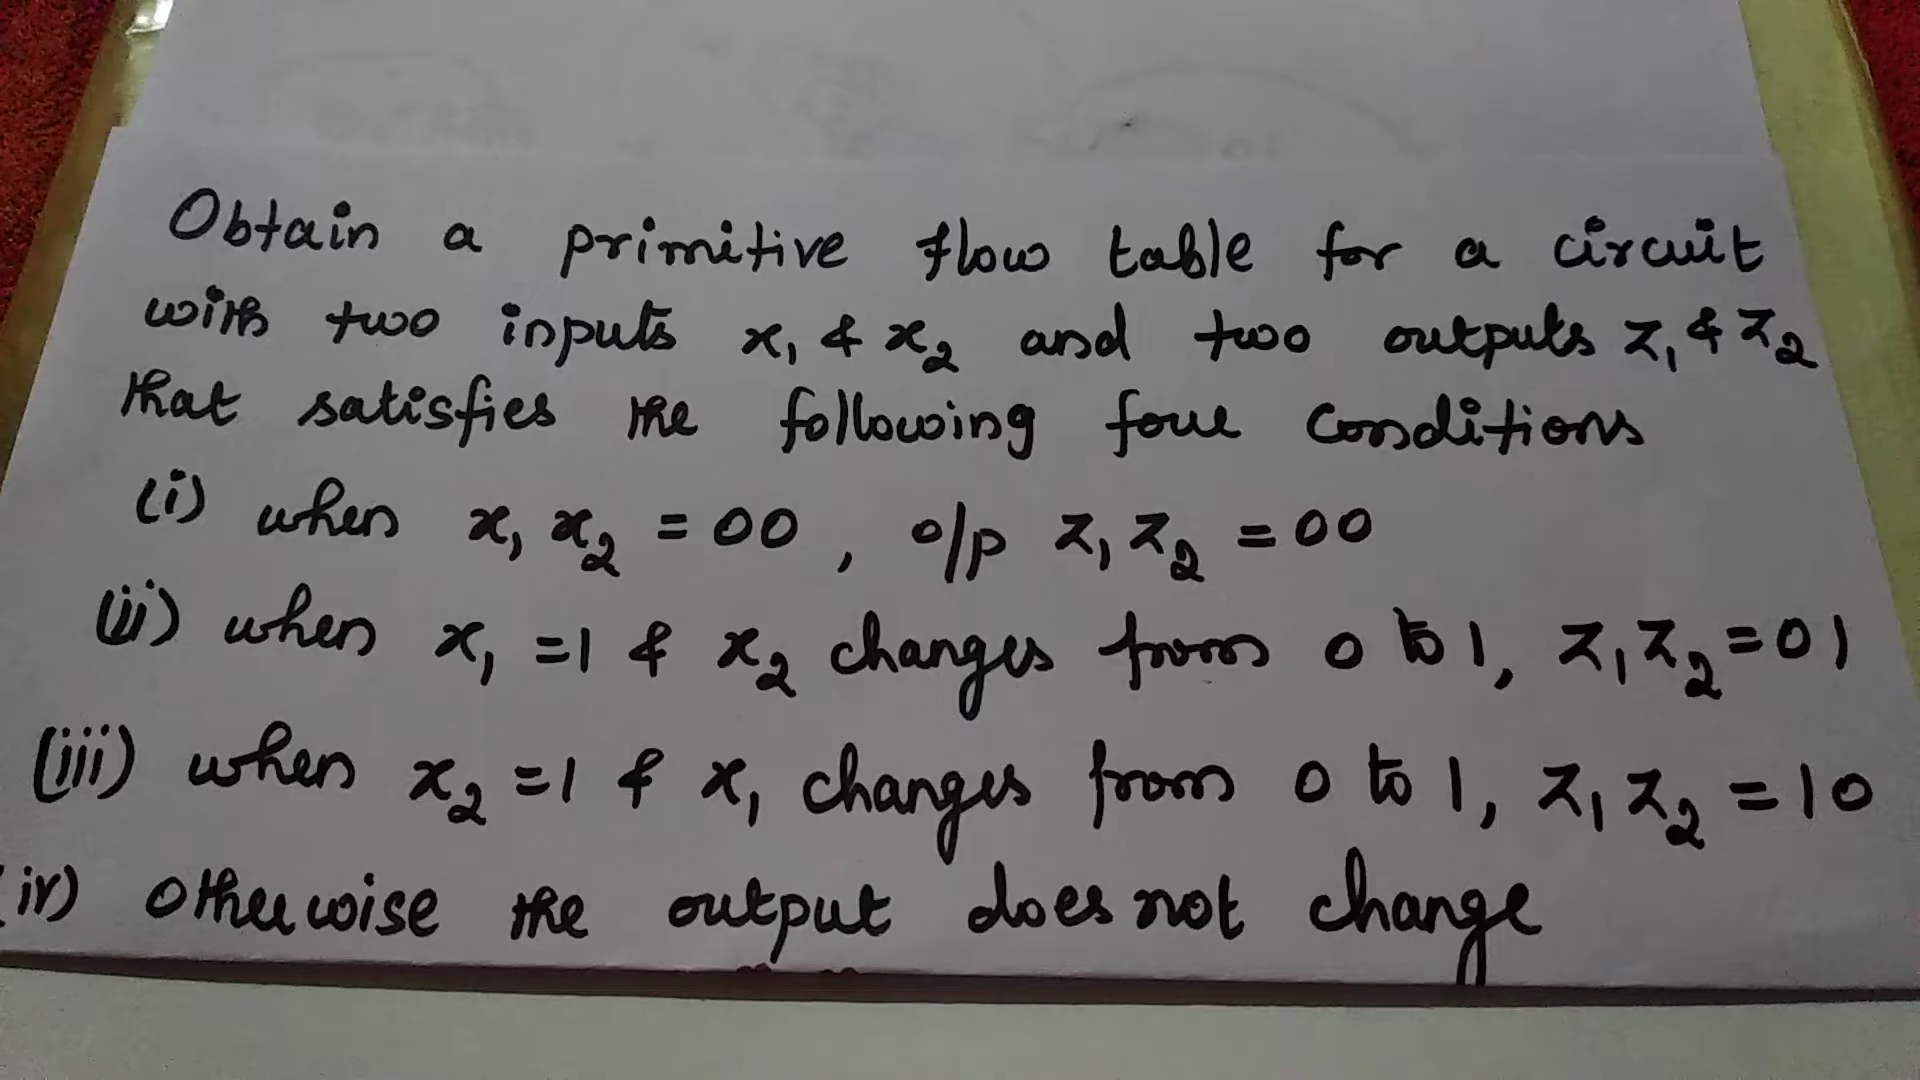 Obtain a primitive flow table for a circuit
with two inputs x₁ & x₂ and two outputs z₁ & z₂
that satisfies the following four conditions
(i) when x₁ x₂ = 00 , o/p z₁ z₂ = 00
(ii) when x₁ = 1 & x₂ changes from 0 to 1, z₁ z₂ = 01
(iii) when x₂ = 1 & x₁ changes from 0 to 1, z₁ z₂ = 10
(iv) otherwise the output does not change